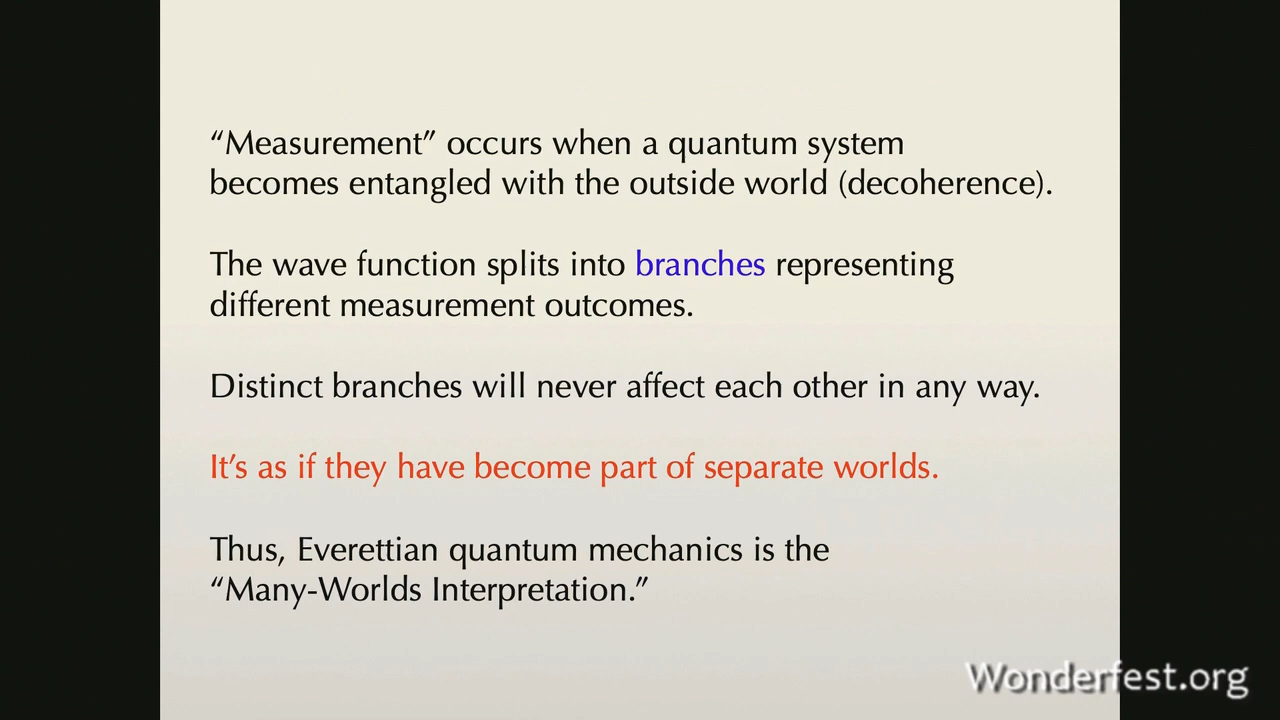 “Measurement” occurs when a quantum system
becomes entangled with the outside world (decoherence).
The wave function splits into branches representing
different measurement outcomes.
Distinct branches will never affect each other in any way.
It’s as if they have become part of separate worlds.
Thus, Everettian quantum mechanics is the
“Many-Worlds Interpretation.”
Wonderfest.org